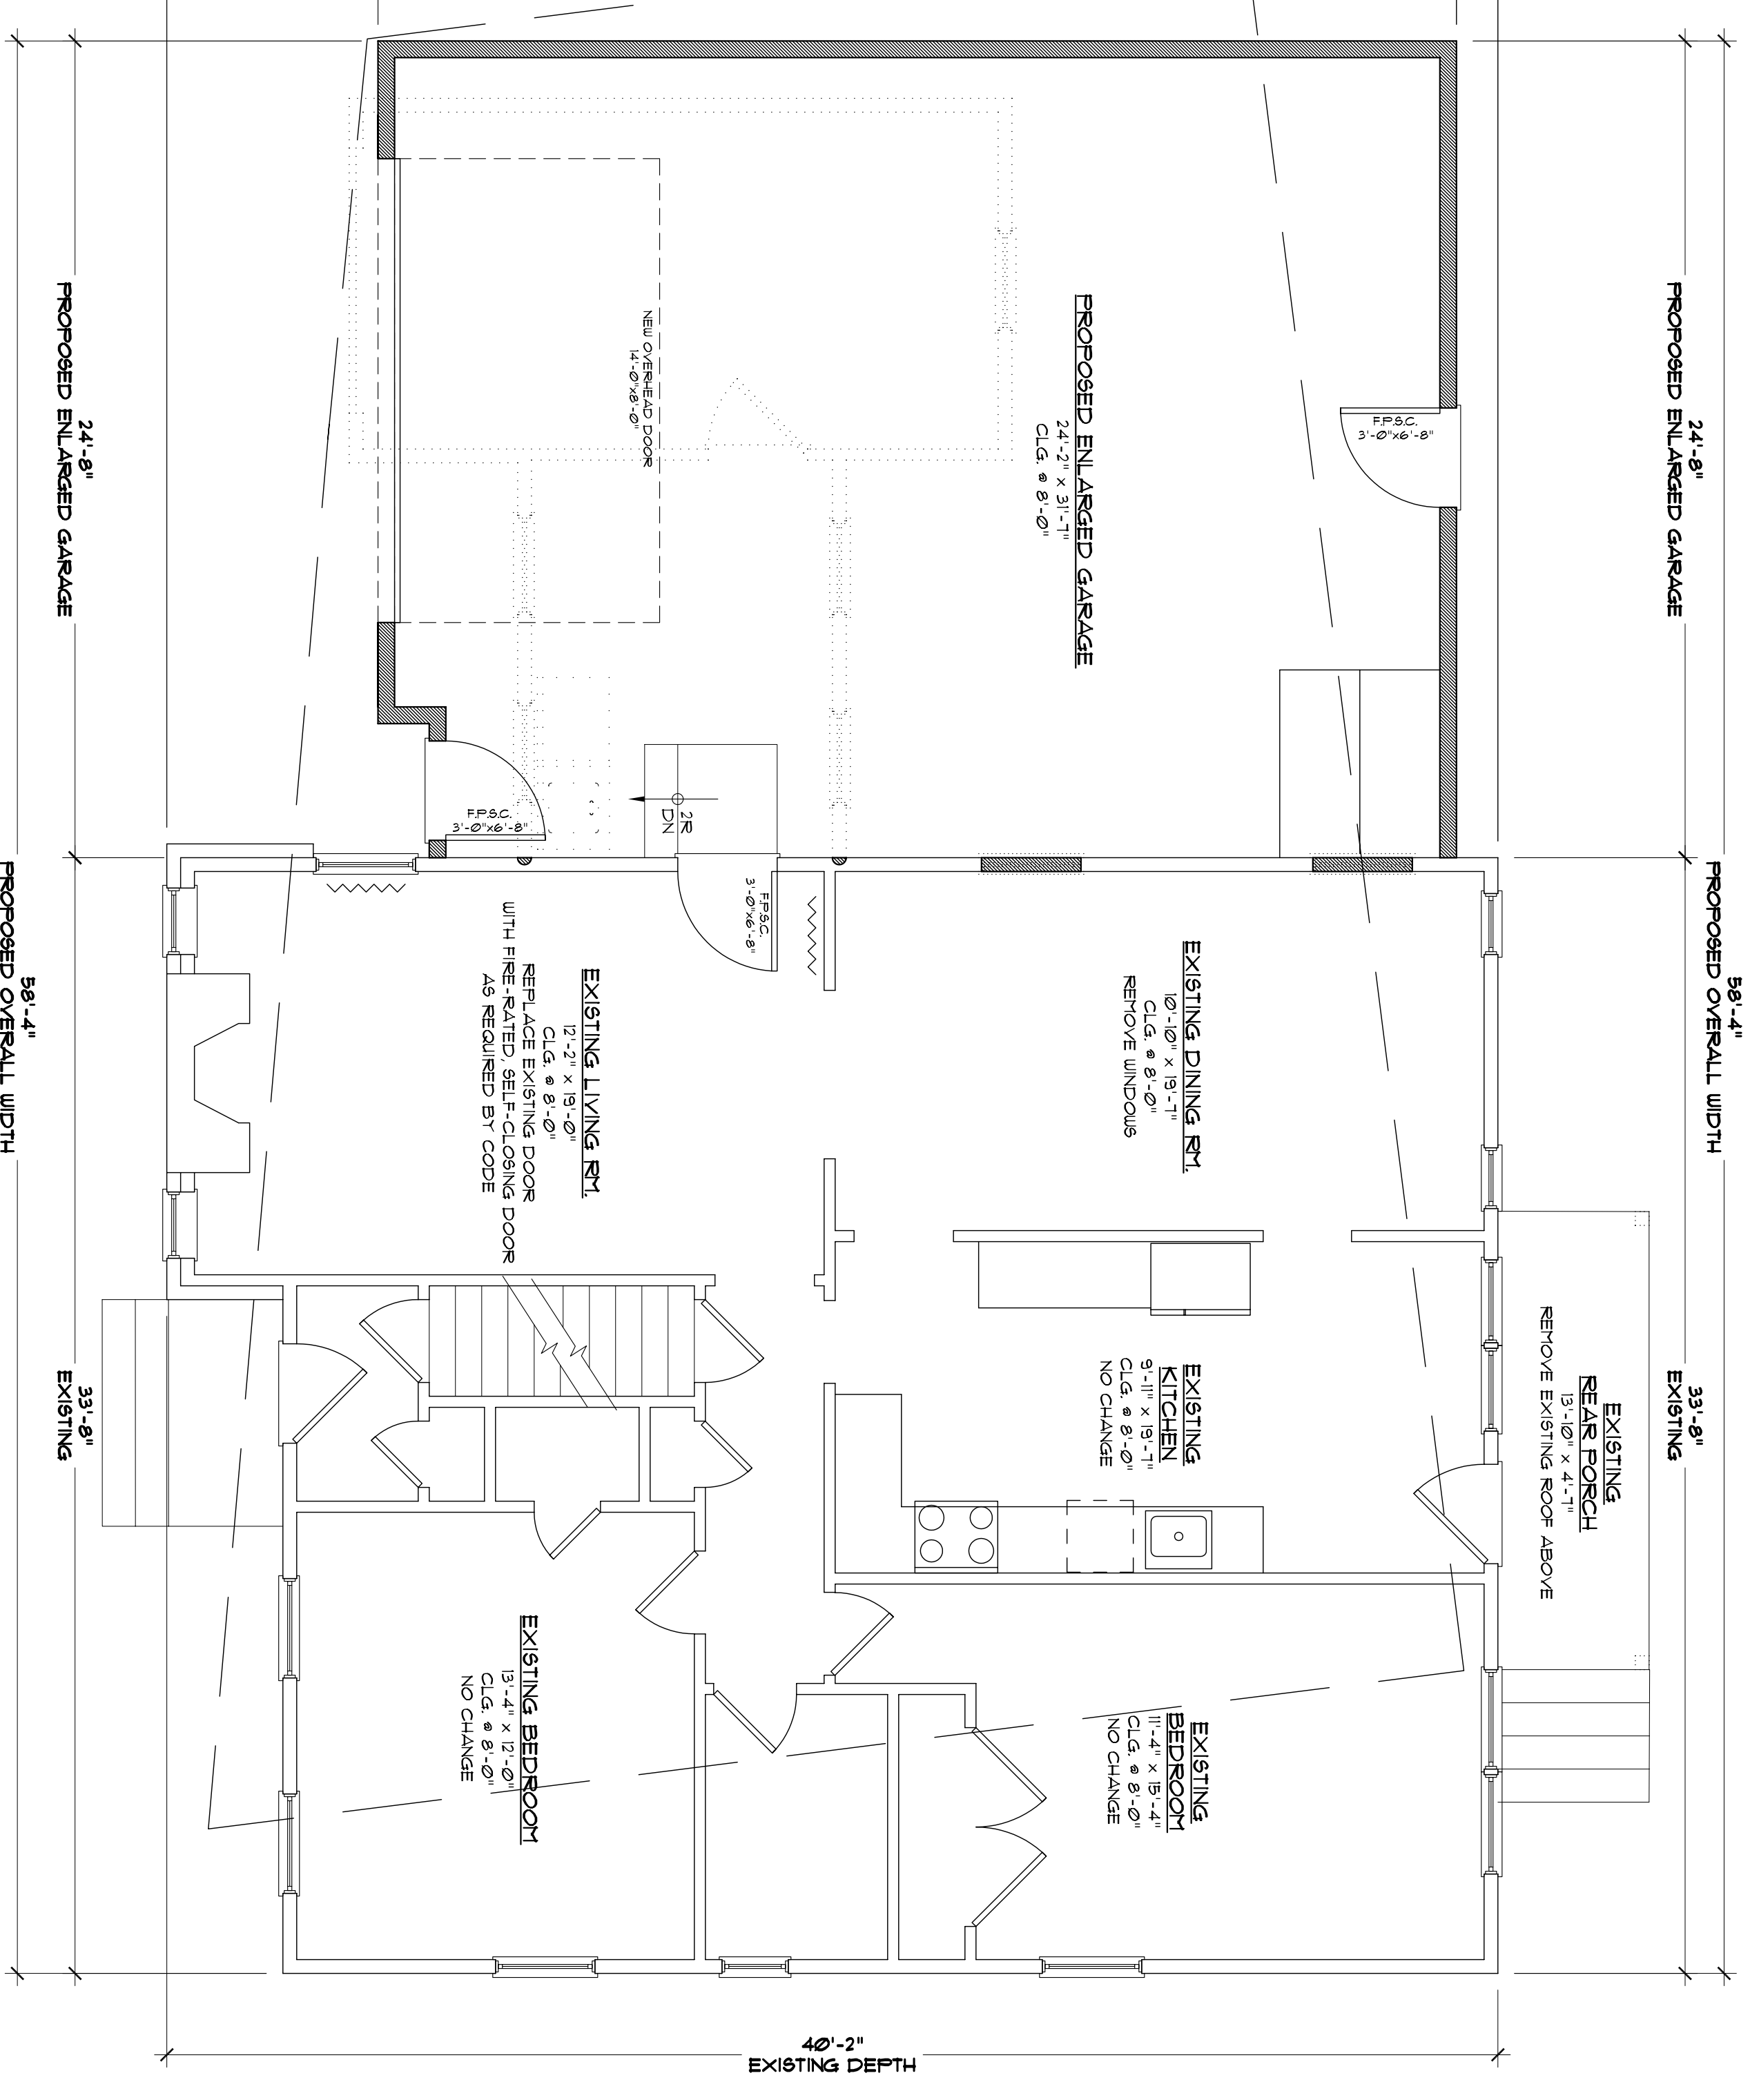 24'-8"
PROPOSED ENLARGED GARAGE
58'-4"
PROPOSED OVERALL WIDTH
33'-8"
EXISTING
EXISTING
REAR PORCH
13'-10" x 4'-7"
REMOVE EXISTING ROOF ABOVE
F.P.S.C.
3'-0"x6'-8"
PROPOSED ENLARGED GARAGE
24'-2" x 31'-7"
CLG. @ 8'-0"
EXISTING DINING RM.
10'-10" x 19'-7"
CLG. @ 8'-0"
REMOVE WINDOWS
EXISTING
KITCHEN
9'-11" x 19'-7"
CLG. @ 8'-0"
NO CHANGE
EXISTING
BEDROOM
11'-4" x 15'-4"
CLG. @ 8'-0"
NO CHANGE
NEW OVERHEAD DOOR
14'-0"x8'-0"
2R
DN
F.P.S.C.
3'-0"x6'-8"
F.P.S.C.
3'-0"x6'-8"
EXISTING LIVING RM.
12'-2" x 19'-0"
CLG. @ 8'-0"
REPLACE EXISTING DOOR
WITH FIRE-RATED, SELF-CLOSING DOOR
AS REQUIRED BY CODE
EXISTING BEDROOM
13'-4" x 12'-0"
CLG. @ 8'-0"
NO CHANGE
24'-8"
PROPOSED ENLARGED GARAGE
33'-8"
EXISTING
58'-4"
PROPOSED OVERALL WIDTH
40'-2"
EXISTING DEPTH